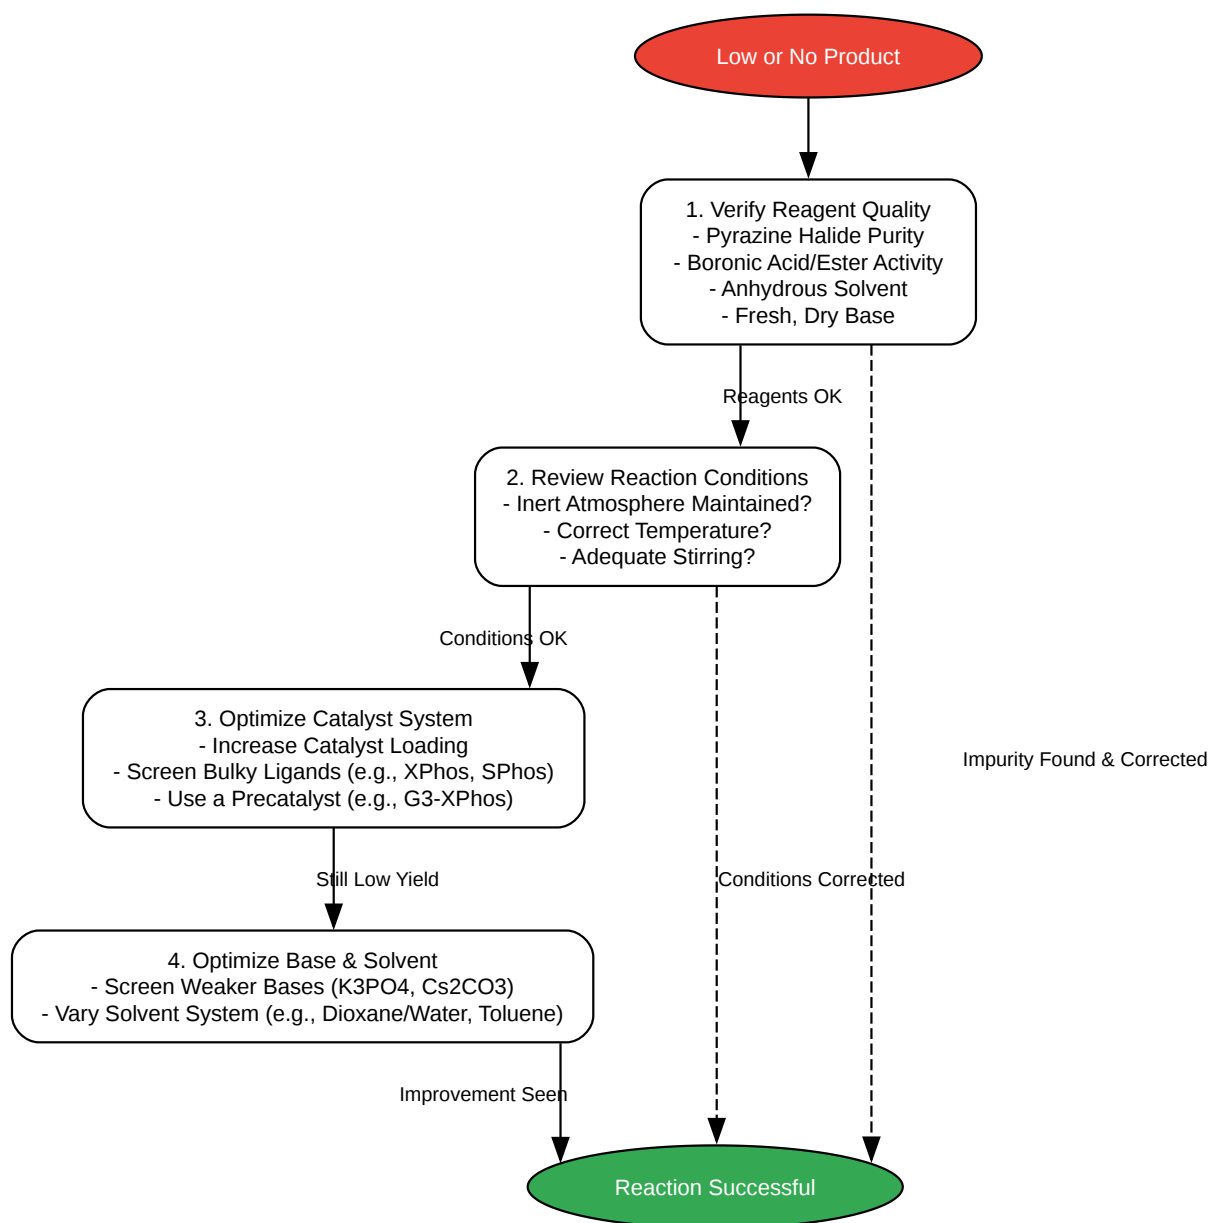 Low or No Product
1. Verify Reagent Quality
- Pyrazine Halide Purity
- Boronic Acid/Ester Activity
- Anhydrous Solvent
- Fresh, Dry Base
Reagents OK
2. Review Reaction Conditions
- Inert Atmosphere Maintained?
- Correct Temperature?
- Adequate Stirring?
Conditions OK
3. Optimize Catalyst System
- Increase Catalyst Loading
- Screen Bulky Ligands (e.g., XPhos, SPhos)
- Use a Precatalyst (e.g., G3-XPhos)
Impurity Found & Corrected
Still Low Yield
Conditions Corrected
4. Optimize Base & Solvent
- Screen Weaker Bases (K3PO4, Cs2CO3)
- Vary Solvent System (e.g., Dioxane/Water, Toluene)
Improvement Seen
Reaction Successful